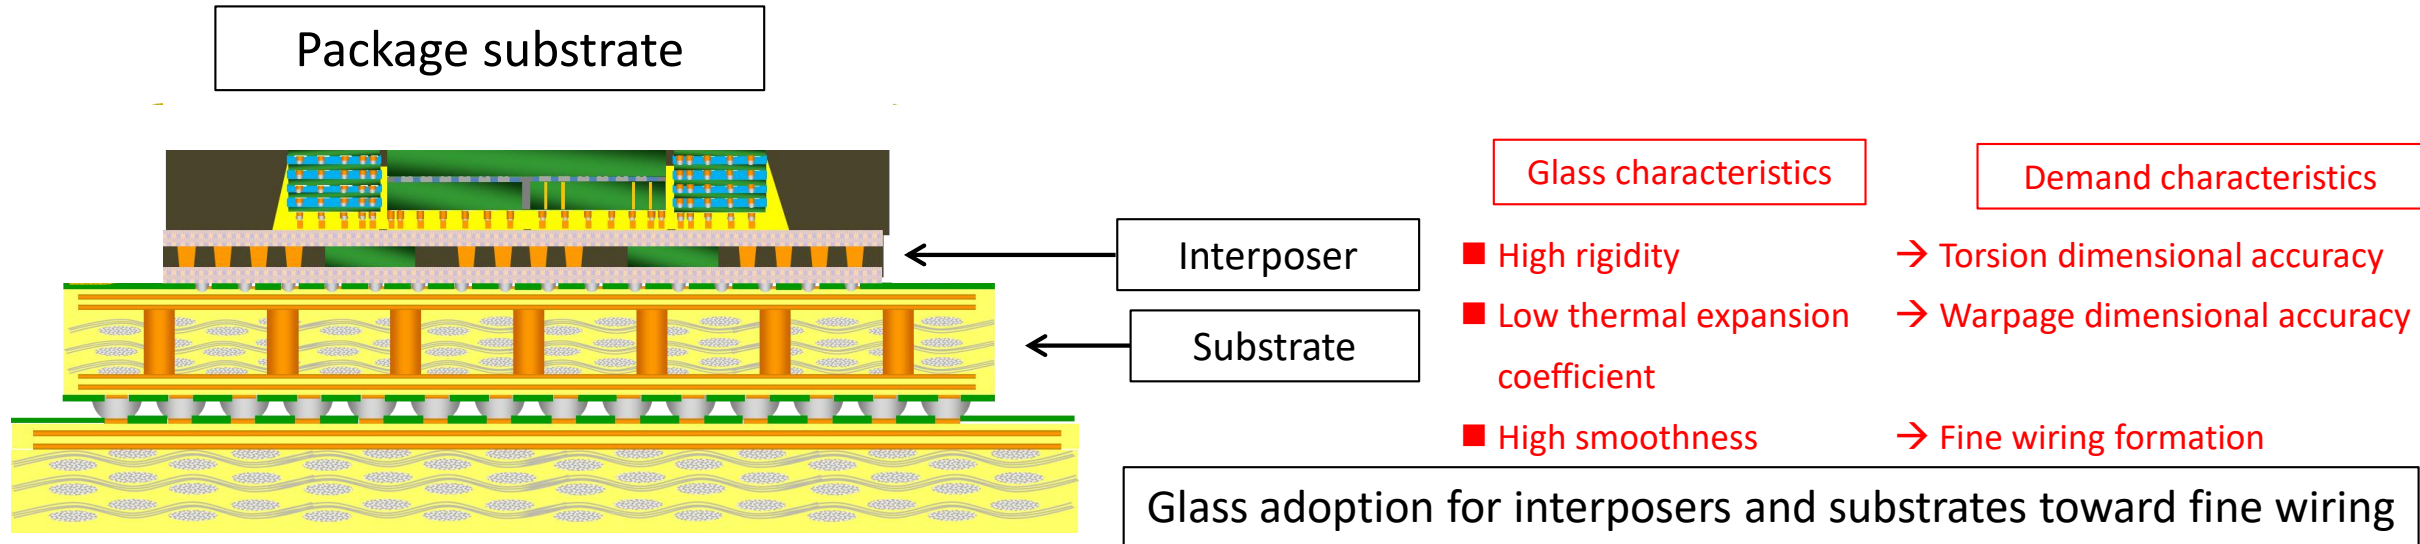 Package substrate
Glass characteristics
Demand characteristics
Interposer
■ High rigidity
→ Torsion dimensional accuracy
■ Low thermal expansion
coefficient
→ Warpage dimensional accuracy
Substrate
■ High smoothness
→ Fine wiring formation
Glass adoption for interposers and substrates toward fine wiring